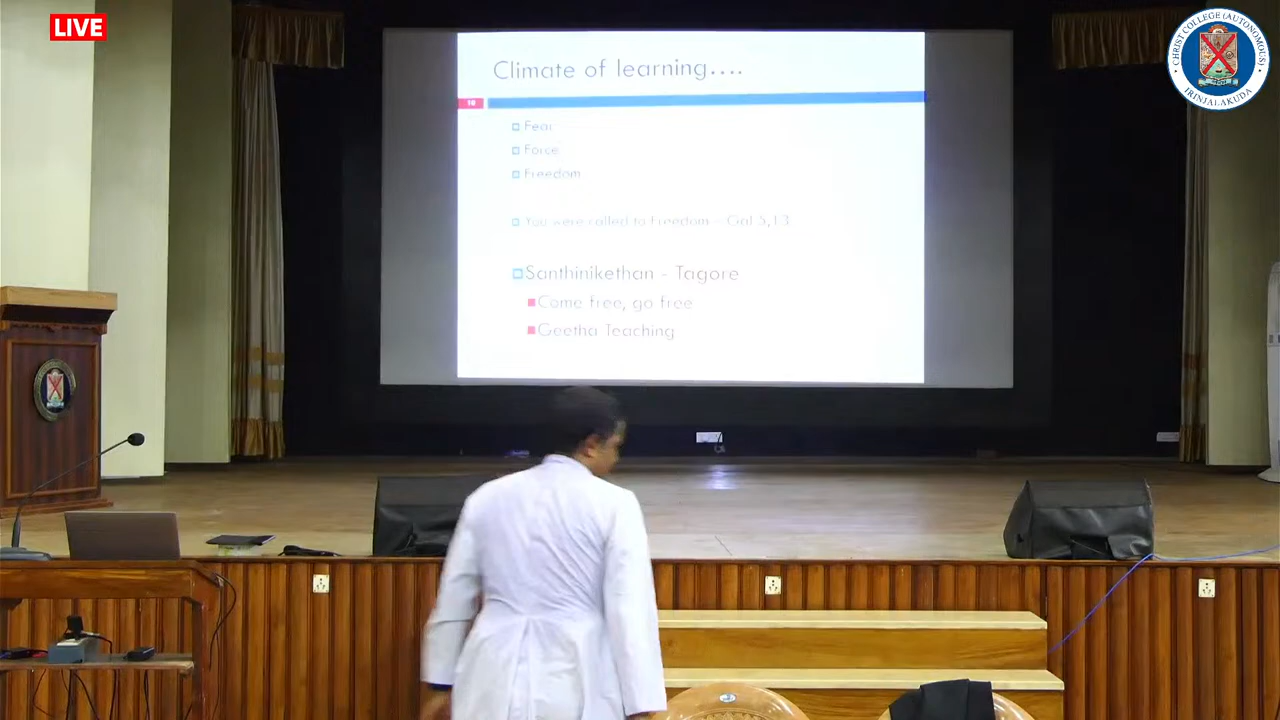 LIVE
CHRIST COLLEGE (AUTONOMOUS)
IRINJALAKUDA
Climate of learning....
Fear
Force
Freedom
You were called to Freedom - Gal 5,13
Santhinikethan - Tagore
Come free, go free
Geetha Teaching